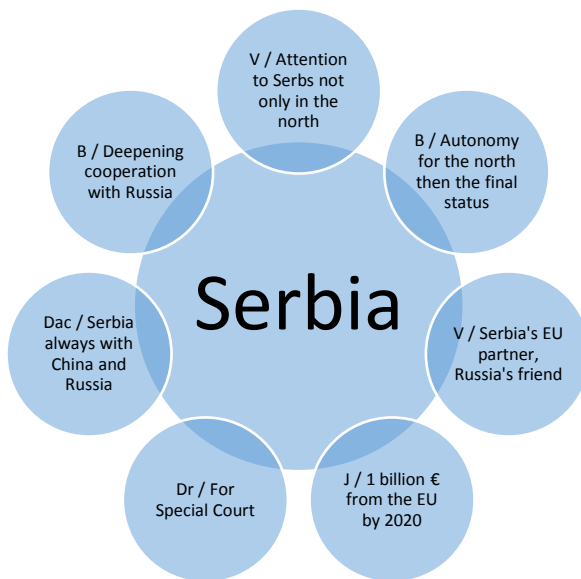 V / Attention
to Serbs not
only in the
north
B / Autonomy
for the north
then the final
status
V / Serbia's EU
partner,
Russia's friend
J / 1 billion €
from the EU
by 2020
Dr / For
Special Court
Dac / Serbia
always with
China and
Russia
B / Deepening
cooperation
with Russia
Serbia